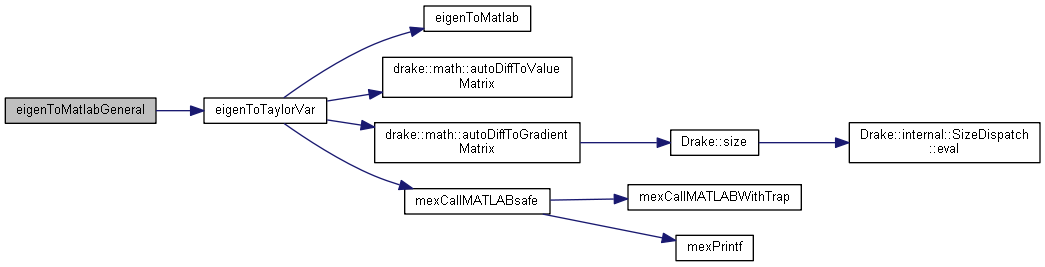 eigenToMatlabGeneral
eigenToTaylorVar
eigenToMatlab
drake::math::autoDiffToValue
Matrix
drake::math::autoDiffToGradient
Matrix
Drake::size
Drake::internal::SizeDispatch
::eval
mexCallMATLABsafe
mexCallMATLABWithTrap
mexPrintf